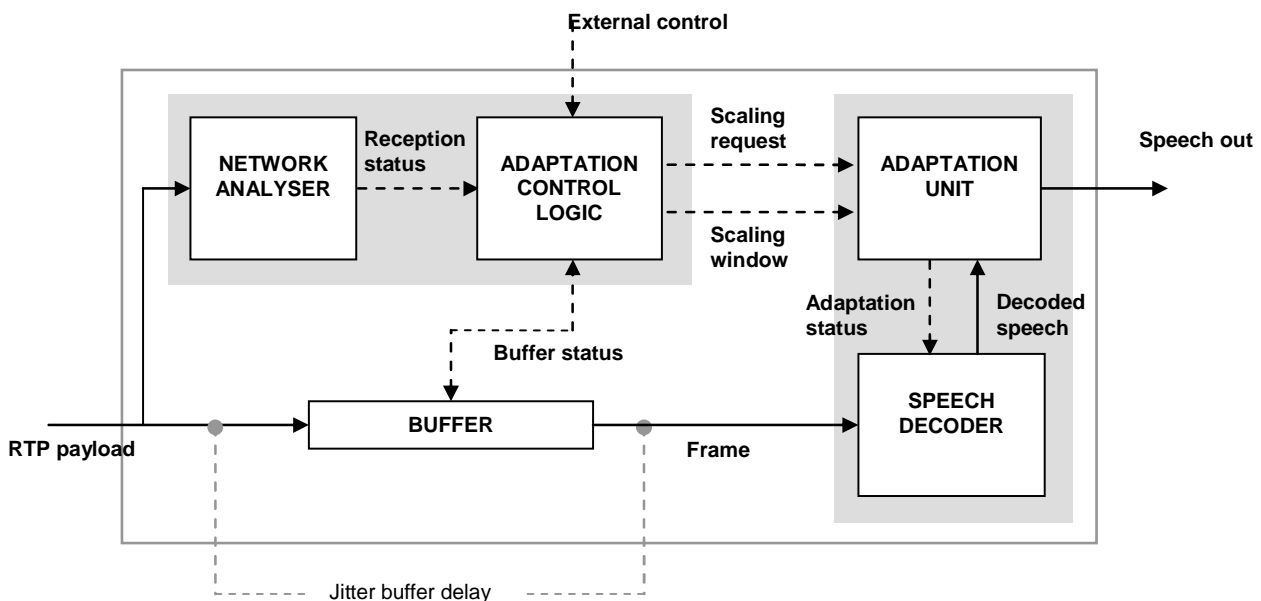 External control
Scaling
request
Speech out
Reception
status
NETWORK
ANALYSER
ADAPTATION
CONTROL
LOGIC
ADAPTATION
UNIT
Scaling
window
Adaptation
status
Decoded
speech
Buffer status
SPEECH
DECODER
BUFFER
RTP payload
Frame
Jitter buffer delay